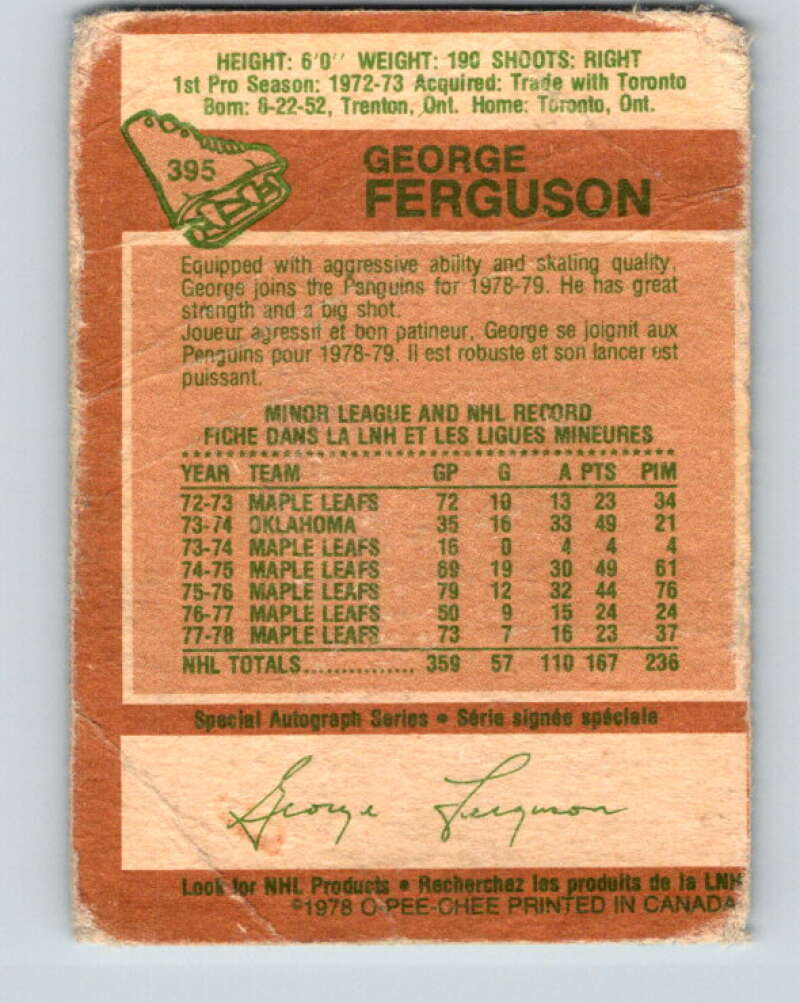 HEIGHT: 6'0'' WEIGHT: 190 SHOOTS: RIGHT
1st Pro Season: 1972-73 Acquired: Trade with Toronto
Born: 8-22-52, Trenton, Ont. Home: Toronto, Ont.
395
GEORGE
FERGUSON
Equipped with aggressive ability and skating quality,
George joins the Penguins for 1978-79. He has great
strength and a big shot.
Joueur agressif et bon patineur, George se joignit aux
Penguins pour 1978-79. Il est robuste et son lancer est
puissant.
MINOR LEAGUE AND NHL RECORD
FICHE DANS LA LNH ET LES LIGUES MINEURES
YEAR TEAM GP G A PTS PIM
72-73 MAPLE LEAFS 72 10 13 23 34
73-74 OKLAHOMA 35 16 33 49 21
73-74 MAPLE LEAFS 16 0 4 4 4
74-75 MAPLE LEAFS 69 19 30 49 61
75-76 MAPLE LEAFS 79 12 32 44 76
76-77 MAPLE LEAFS 50 9 15 24 24
77-78 MAPLE LEAFS 73 7 16 23 37
NHL TOTALS............... 359 57 110 167 236
Special Autograph Series • Série signée spéciale
George Ferguson
Look for NHL Products • Recherchez les produits de la LNH
©1978 O-PEE-CHEE PRINTED IN CANADA